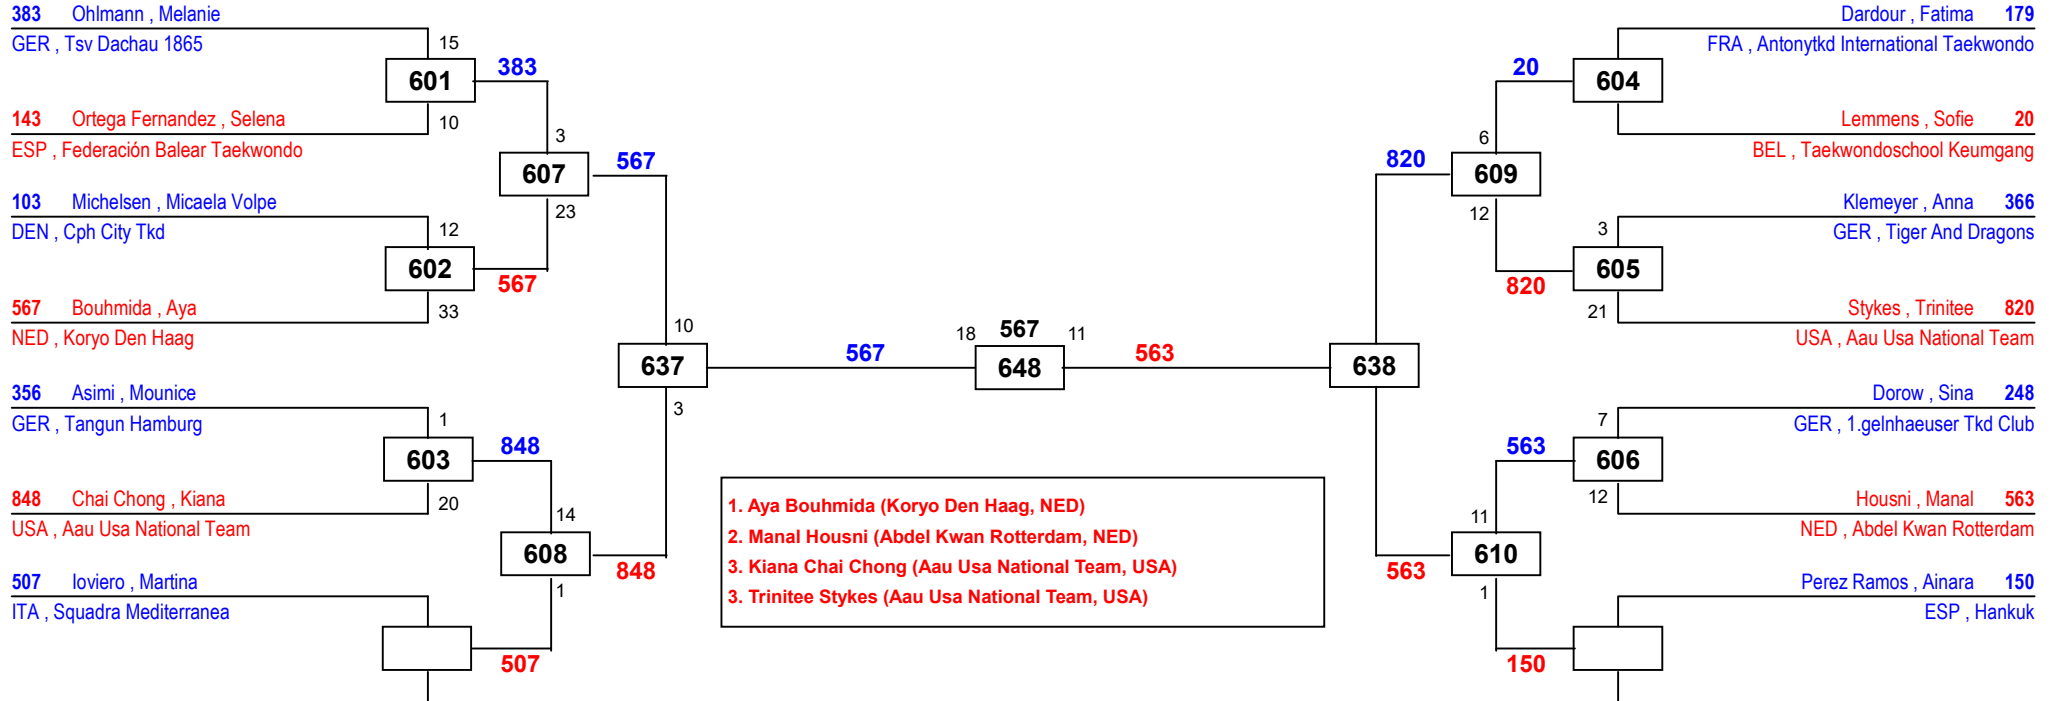 383 Ohlmann , Melanie
GER , Tsv Dachau 1865
15
601
383
10
143 Ortega Fernandez , Selena
ESP , Federación Balear Taekwondo
3
607
567
23
103 Michelsen , Micaela Volpe
DEN , Cph City Tkd
12
602
567
33
567 Bouhmida , Aya
NED , Koryo Den Haag
10
637
567
3
356 Asimi , Mounice
GER , Tangun Hamburg
1
603
848
20
848 Chai Chong , Kiana
USA , Aau Usa National Team
14
608
848
1
507 Ioviero , Martina
ITA , Squadra Mediterranea
507
18 567 11
648
563
1. Aya Bouhmida (Koryo Den Haag, NED)
2. Manal Housni (Abdel Kwan Rotterdam, NED)
3. Kiana Chai Chong (Aau Usa National Team, USA)
3. Trinitee Stykes (Aau Usa National Team, USA)
Dardour , Fatima 179
FRA , Antonytkd International Taekwondo
20
604
Lemmens , Sofie 20
BEL , Taekwondoschool Keumgang
6
820
609
12
Klemeyer , Anna 366
GER , Tiger And Dragons
3
605
820
21
Stykes , Trinitee 820
USA , Aau Usa National Team
638
Dorow , Sina 248
GER , 1.gelnhaeuser Tkd Club
7
563
606
12
Housni , Manal 563
NED , Abdel Kwan Rotterdam
11
610
563
1
Perez Ramos , Ainara 150
ESP , Hankuk
150